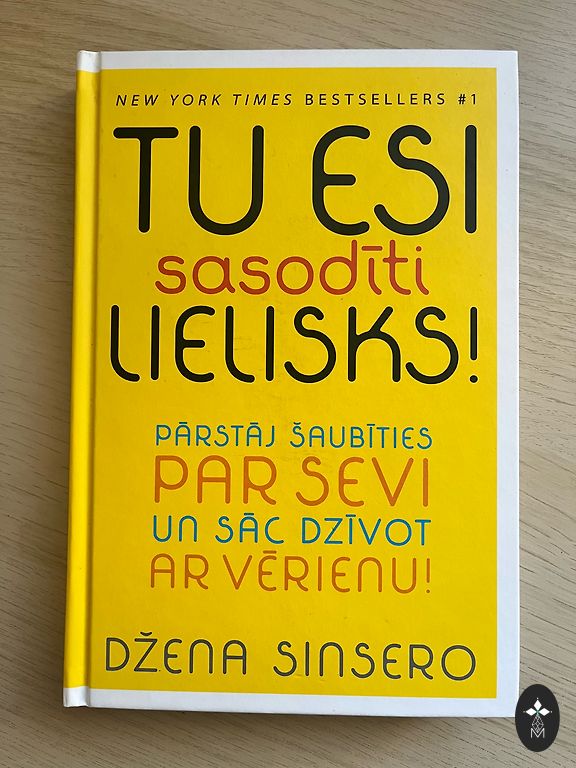 NEW YORK TIMES BESTSELLERS #1
TU ESI
sasodīti
LIELISKS!
PĀRSTĀJ ŠAUBĪTIES
PAR SEVI
UN SĀC DZĪVOT
AR VĒRIENU!
DŽENA SINSERO
M